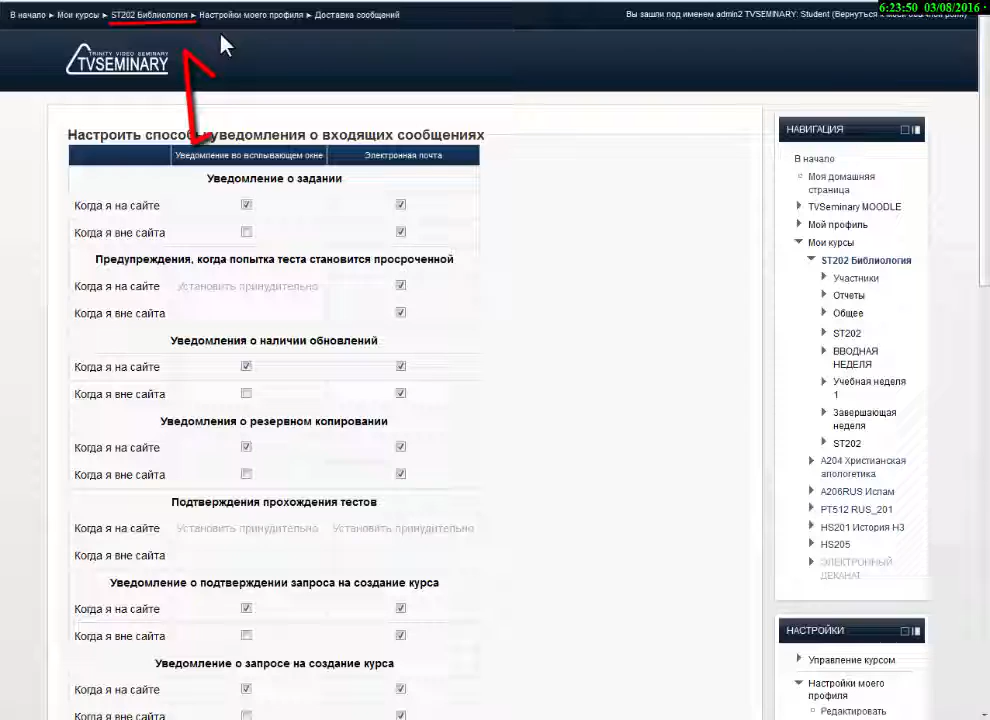 В начало ► Мои курсы ► ST202 Библиология ► Настройки моего профиля ► Доставка сообщений
Вы зашли под именем admin2 TVSEMINARY: Student (Вернуться к моей обычной роли)
6:23:50 03/08/2016
TRINITY VIDEO SEMINARY
TVSEMINARY
Настроить способы уведомления о входящих сообщениях
Уведомление во всплывающем окне Электронная почта
Уведомление о задании
Когда я на сайте
Когда я вне сайта
Предупреждения, когда попытка теста становится просроченной
Когда я на сайте Установить принудительно
Когда я вне сайта
Уведомления о наличии обновлений
Когда я на сайте
Когда я вне сайта
Уведомления о резервном копировании
Когда я на сайте
Когда я вне сайта
Подтверждения прохождения тестов
Когда я на сайте Установить принудительно Установить принудительно
Когда я вне сайта
Уведомление о подтверждении запроса на создание курса
Когда я на сайте
Когда я вне сайта
Уведомление о запросе на создание курса
Когда я на сайте
Когда я вне сайта
НАВИГАЦИЯ
В начало
Моя домашняя
страница
TVSeminary MOODLE
Мой профиль
Мои курсы
ST202 Библиология
Участники
Отчеты
Общее
ST202
ВВОДНАЯ
НЕДЕЛЯ
Учебная неделя
1
Завершающая
неделя
ST202
A204 Христианская
апологетика
A206RUS Ислам
PT512 RUS_201
HS201 История НЗ
HS205
ЭЛЕКТРОННЫЙ
ДЕКАНАТ
НАСТРОЙКИ
Управление курсом
Настройки моего
профиля
Редактировать